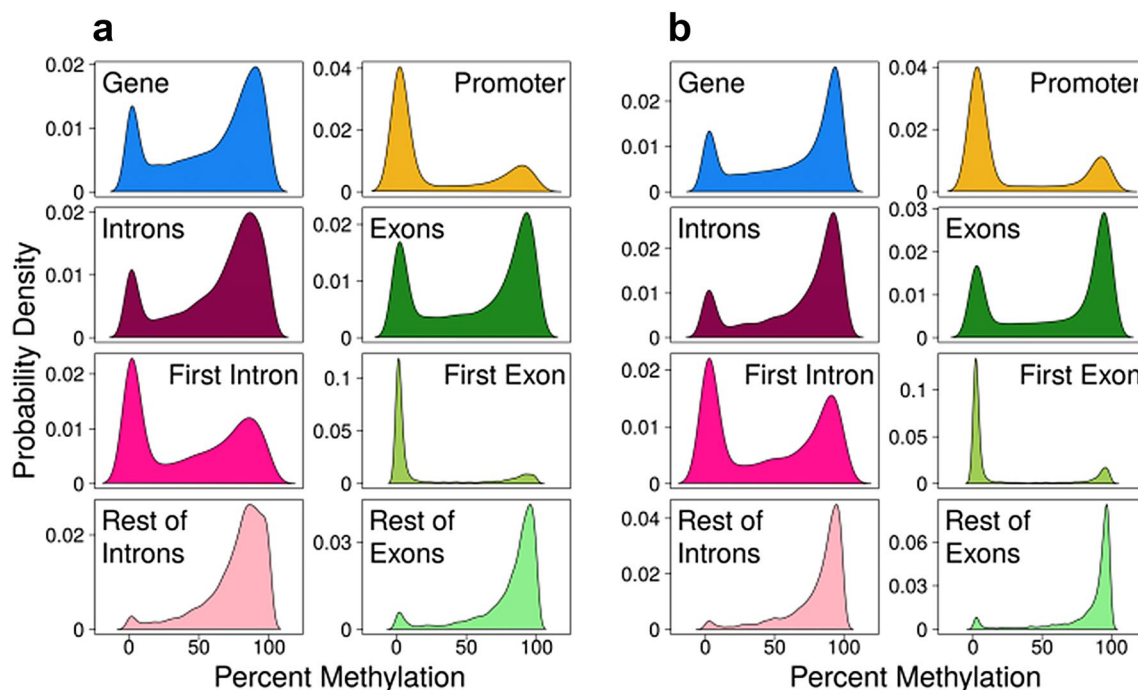 a
b
Gene
0.02
0.01
0
Promoter
0.04
0.02
0
Introns
0.02
0.01
0
Exons
0.02
0.01
0
First Intron
0.02
0.01
0
First Exon
0.1
0.05
0
Rest of
Introns
0.02
0
Rest of
Exons
0.03
0
0 50 100
0 50 100
Probability Density
Percent Methylation
Gene
0.02
0.01
0
Promoter
0.04
0.02
0
Introns
0.02
0.01
0
Exons
0.03
0.02
0.01
0
First Intron
0.02
0.01
0
First Exon
0.1
0.05
0
Rest of
Introns
0.04
0.02
0
Rest of
Exons
0.06
0.03
0
0 50 100
0 50 100
Percent Methylation